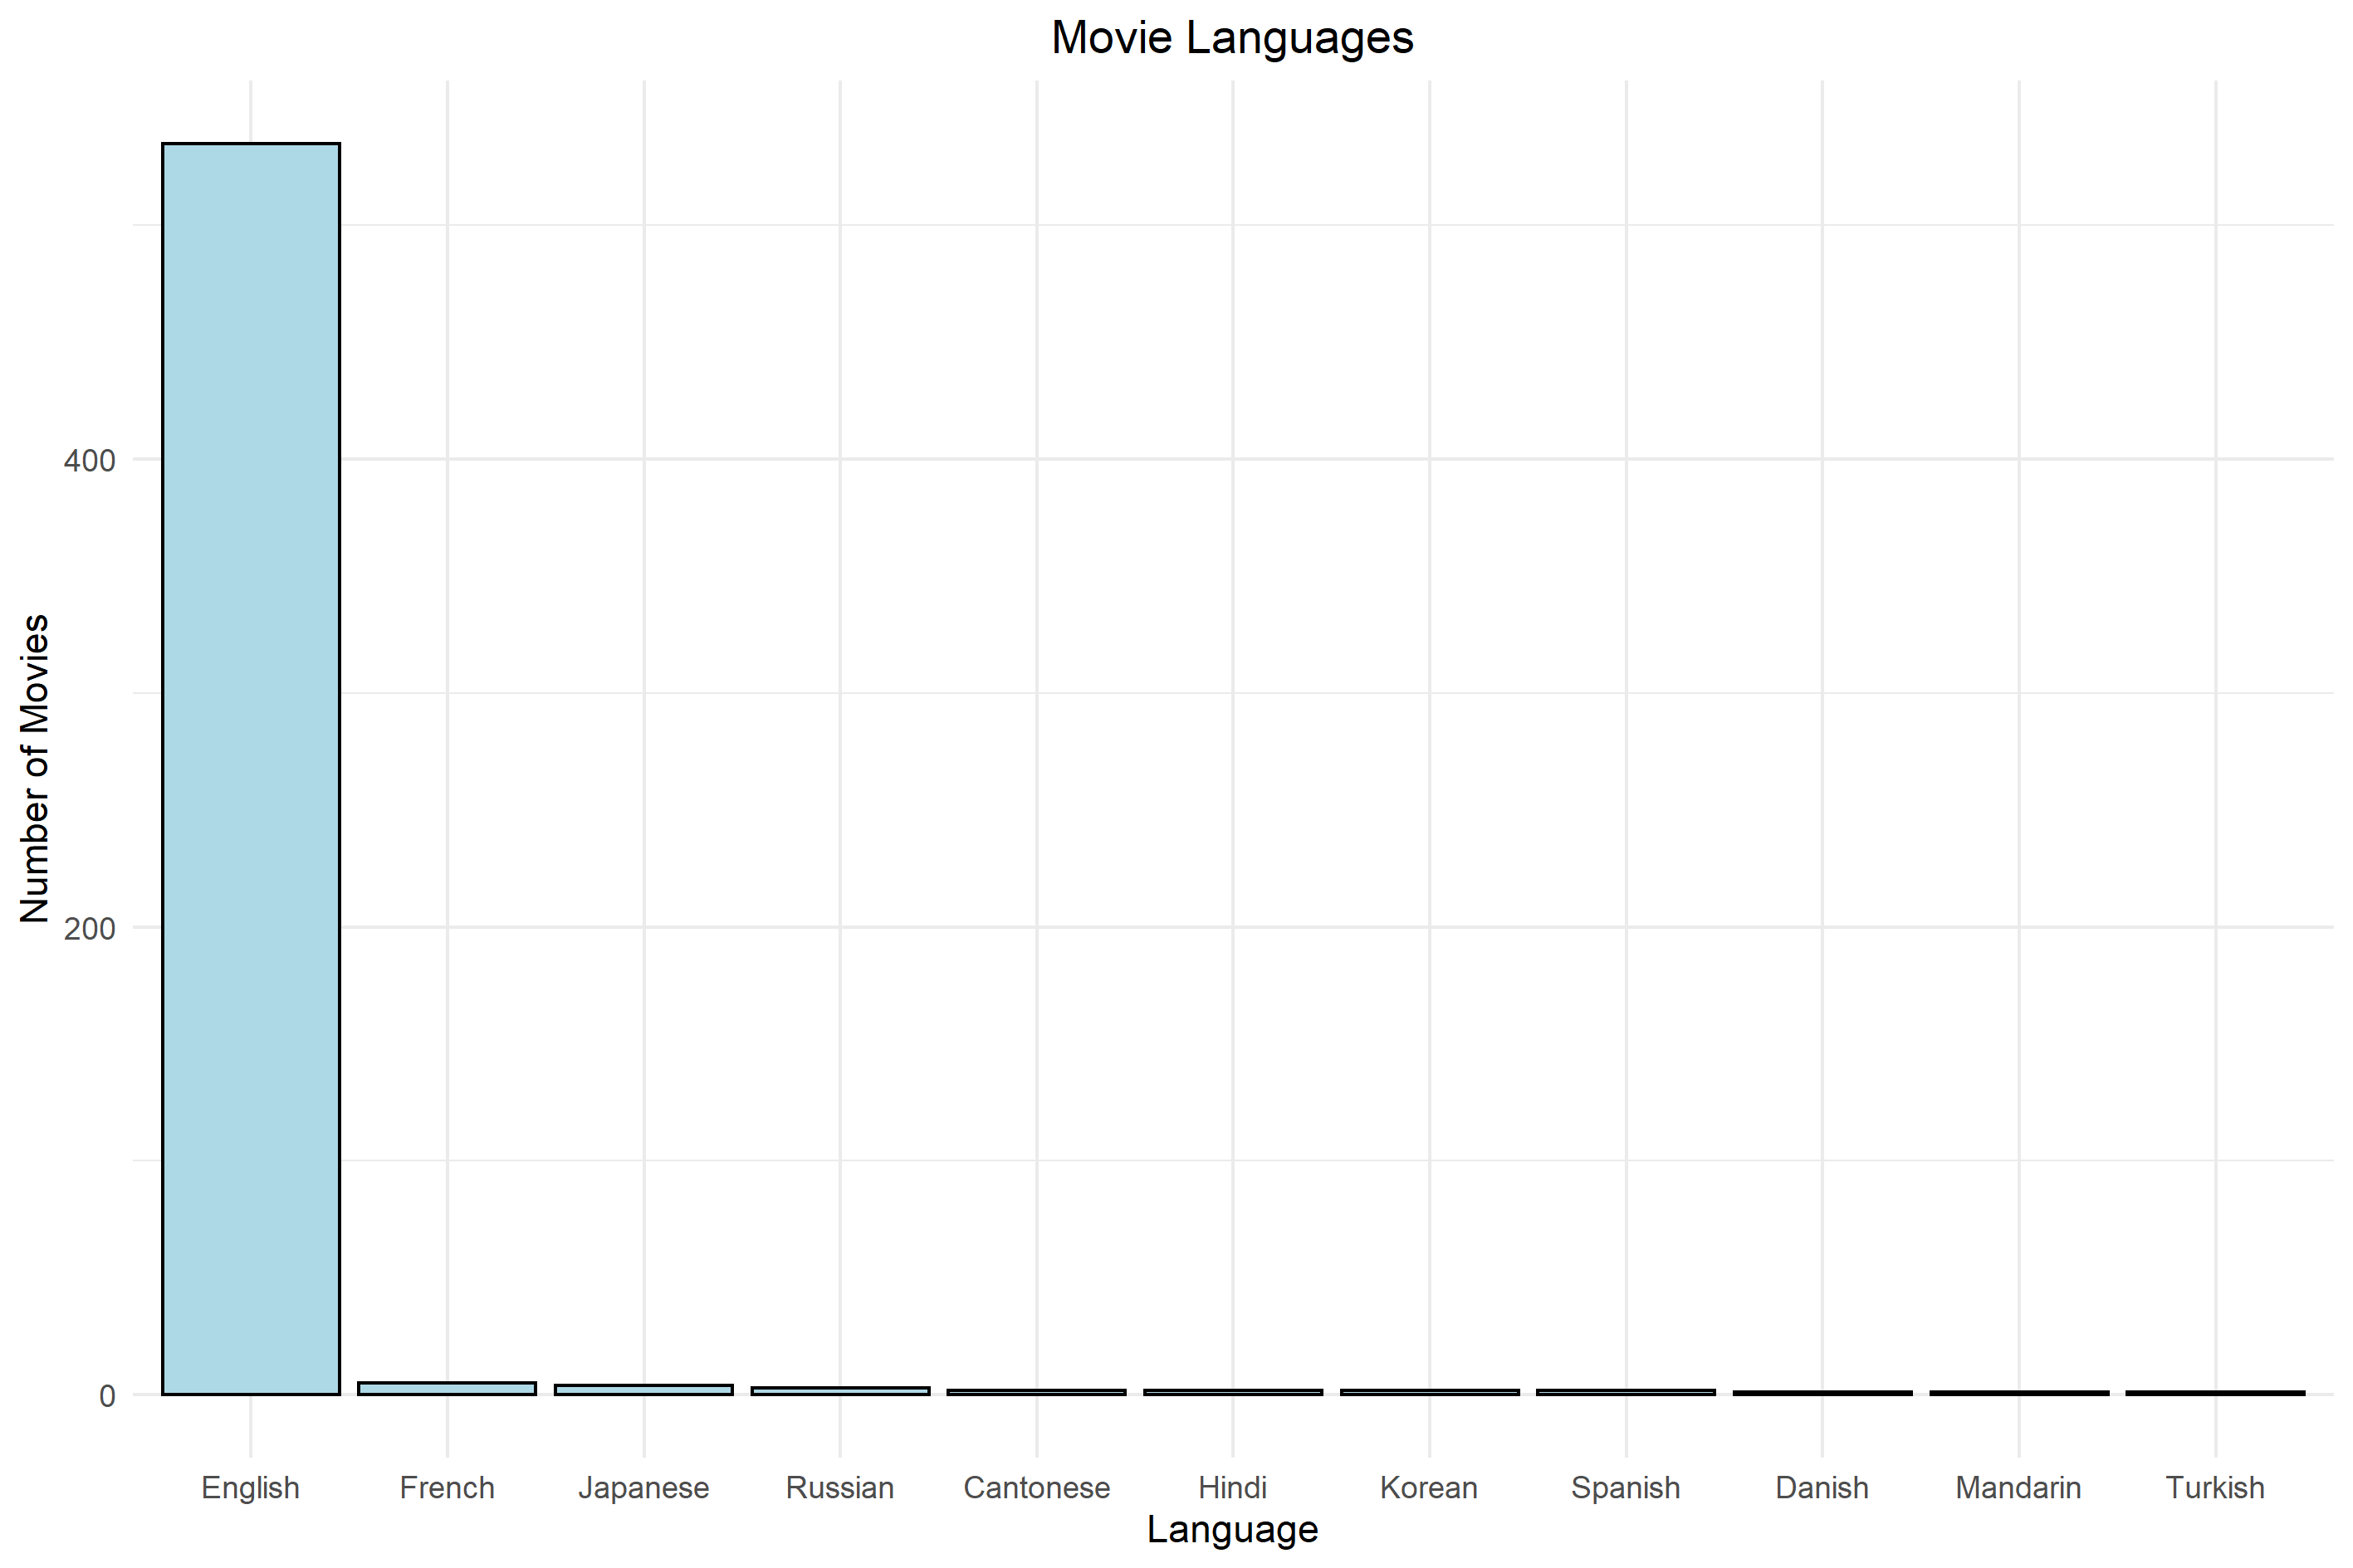 Movie Languages
Number of Movies
400
200
0
English French Japanese Russian Cantonese Hindi Korean Spanish Danish Mandarin Turkish
Language